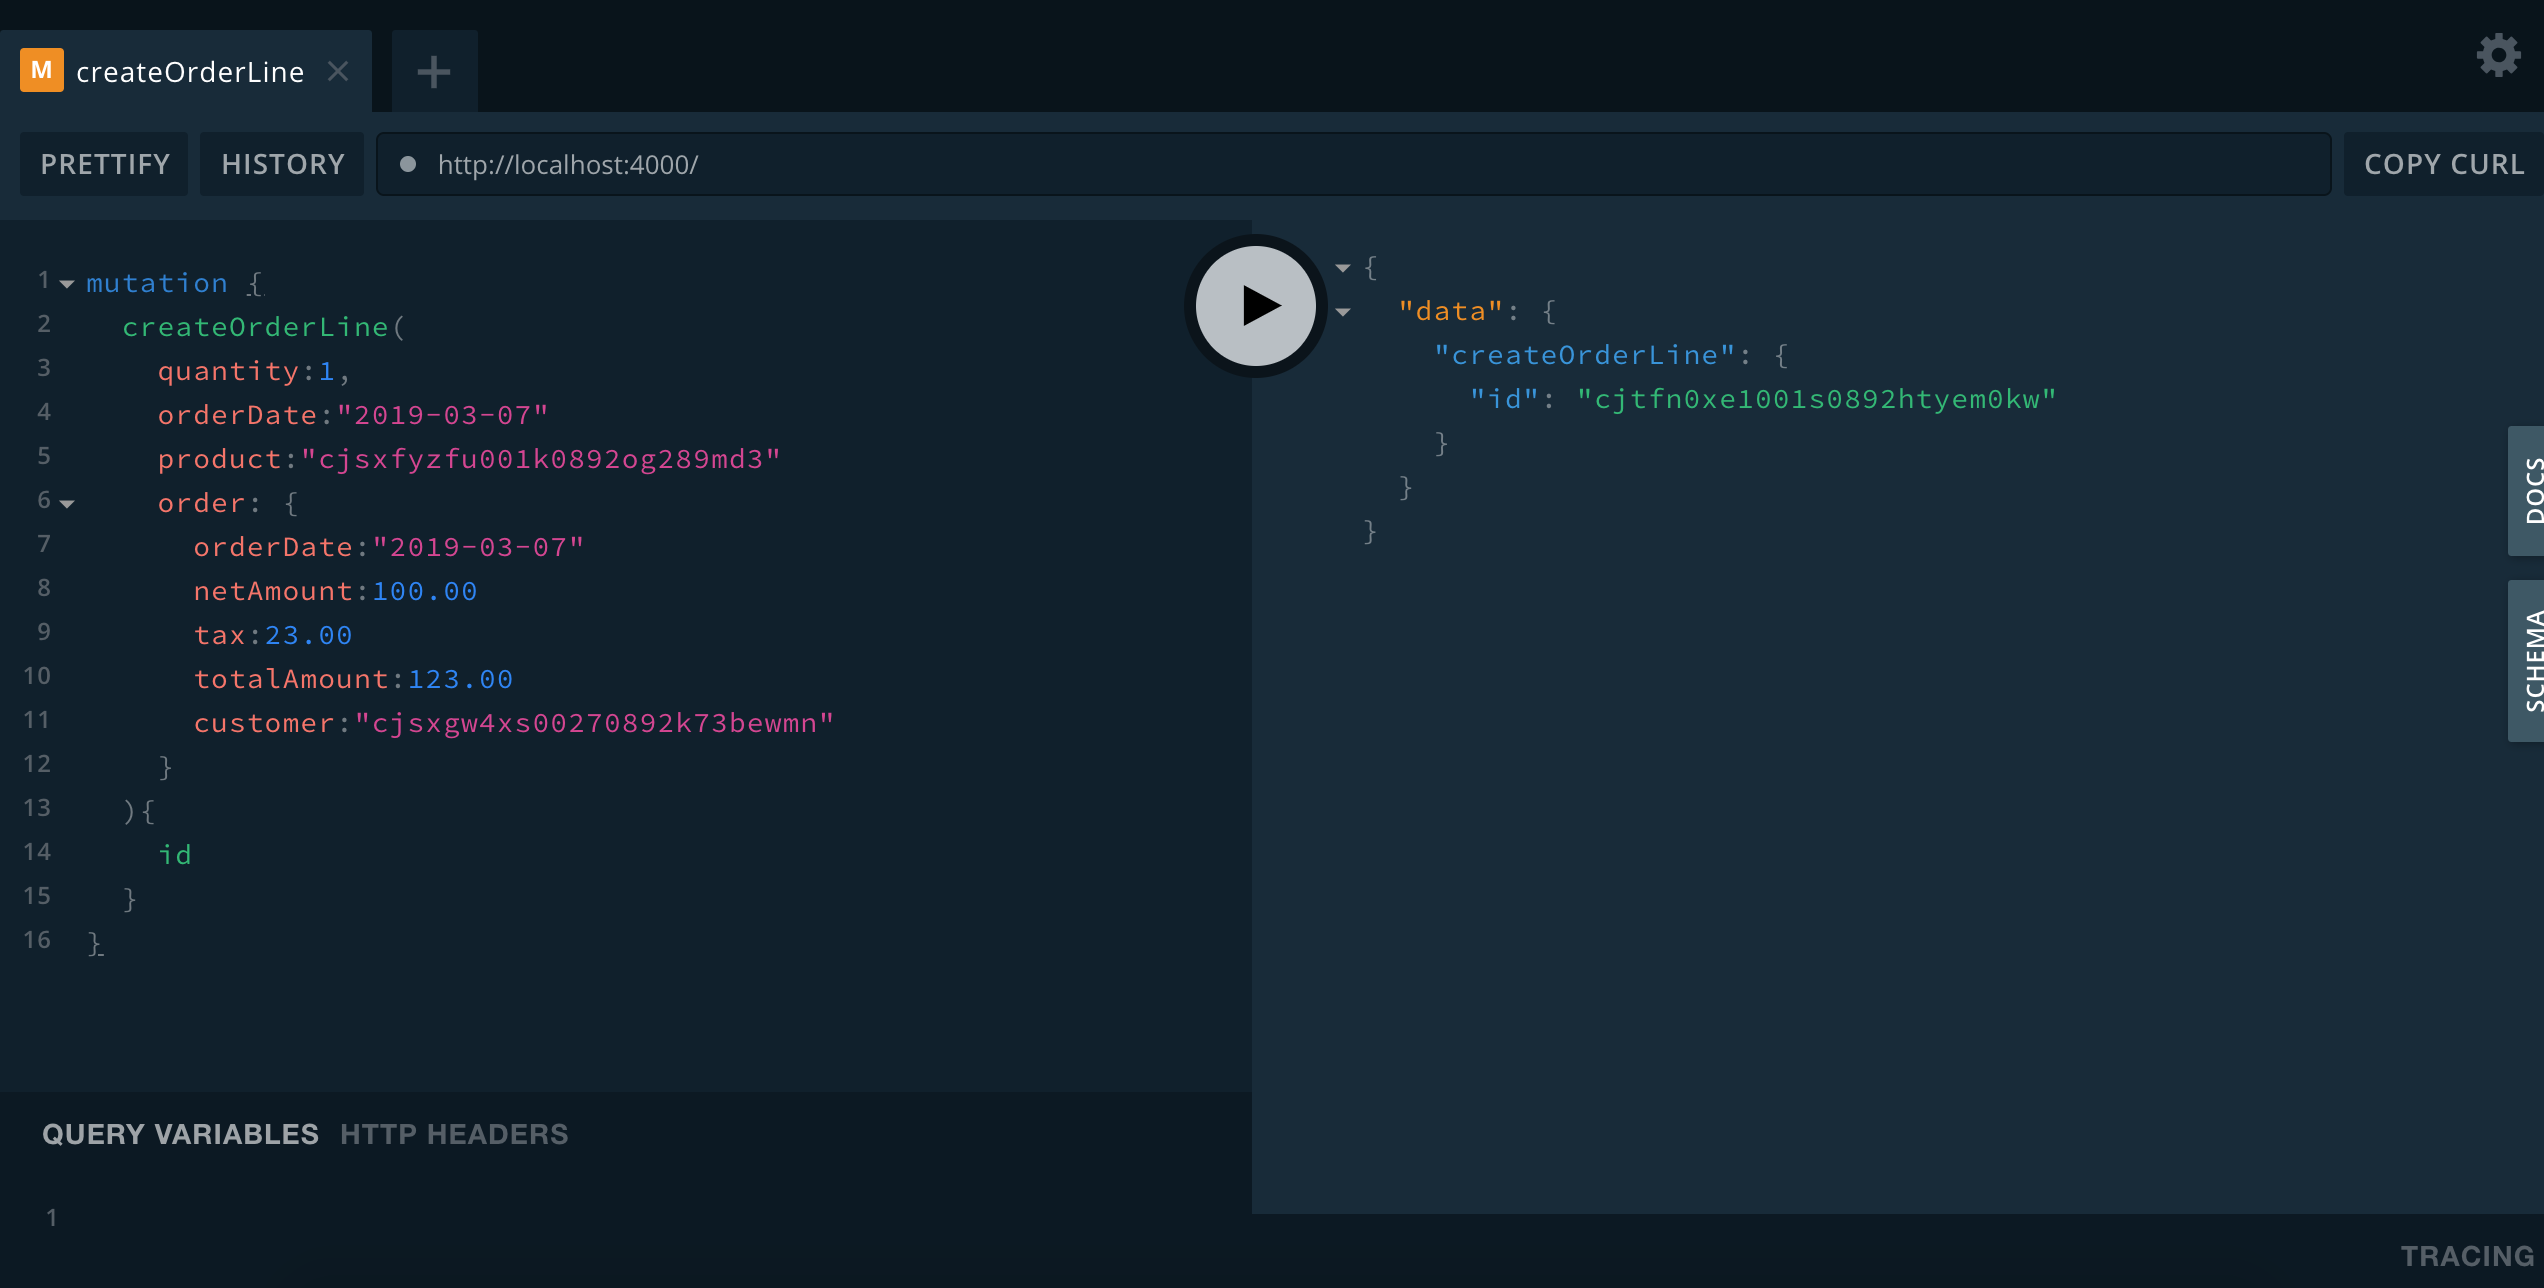 M createOrderLine
PRETTIFY HISTORY http://localhost:4000/ COPY CURL
1 mutation {
2 createOrderLine(
3 quantity:1,
4 orderDate:"2019-03-07"
5 product:"cjsxfyzfu001k0892og289md3"
6 order: {
7 orderDate:"2019-03-07"
8 netAmount:100.00
9 tax:23.00
10 totalAmount:123.00
11 customer:"cjsxgw4xs00270892k73bewmn"
12 }
13 ){
14 id
15 }
16 }
{
"data": {
"createOrderLine": {
"id": "cjtfn0xe1001s0892htyem0kw"
}
}
}
DOCS
SCHEMA
QUERY VARIABLES HTTP HEADERS
1
TRACING